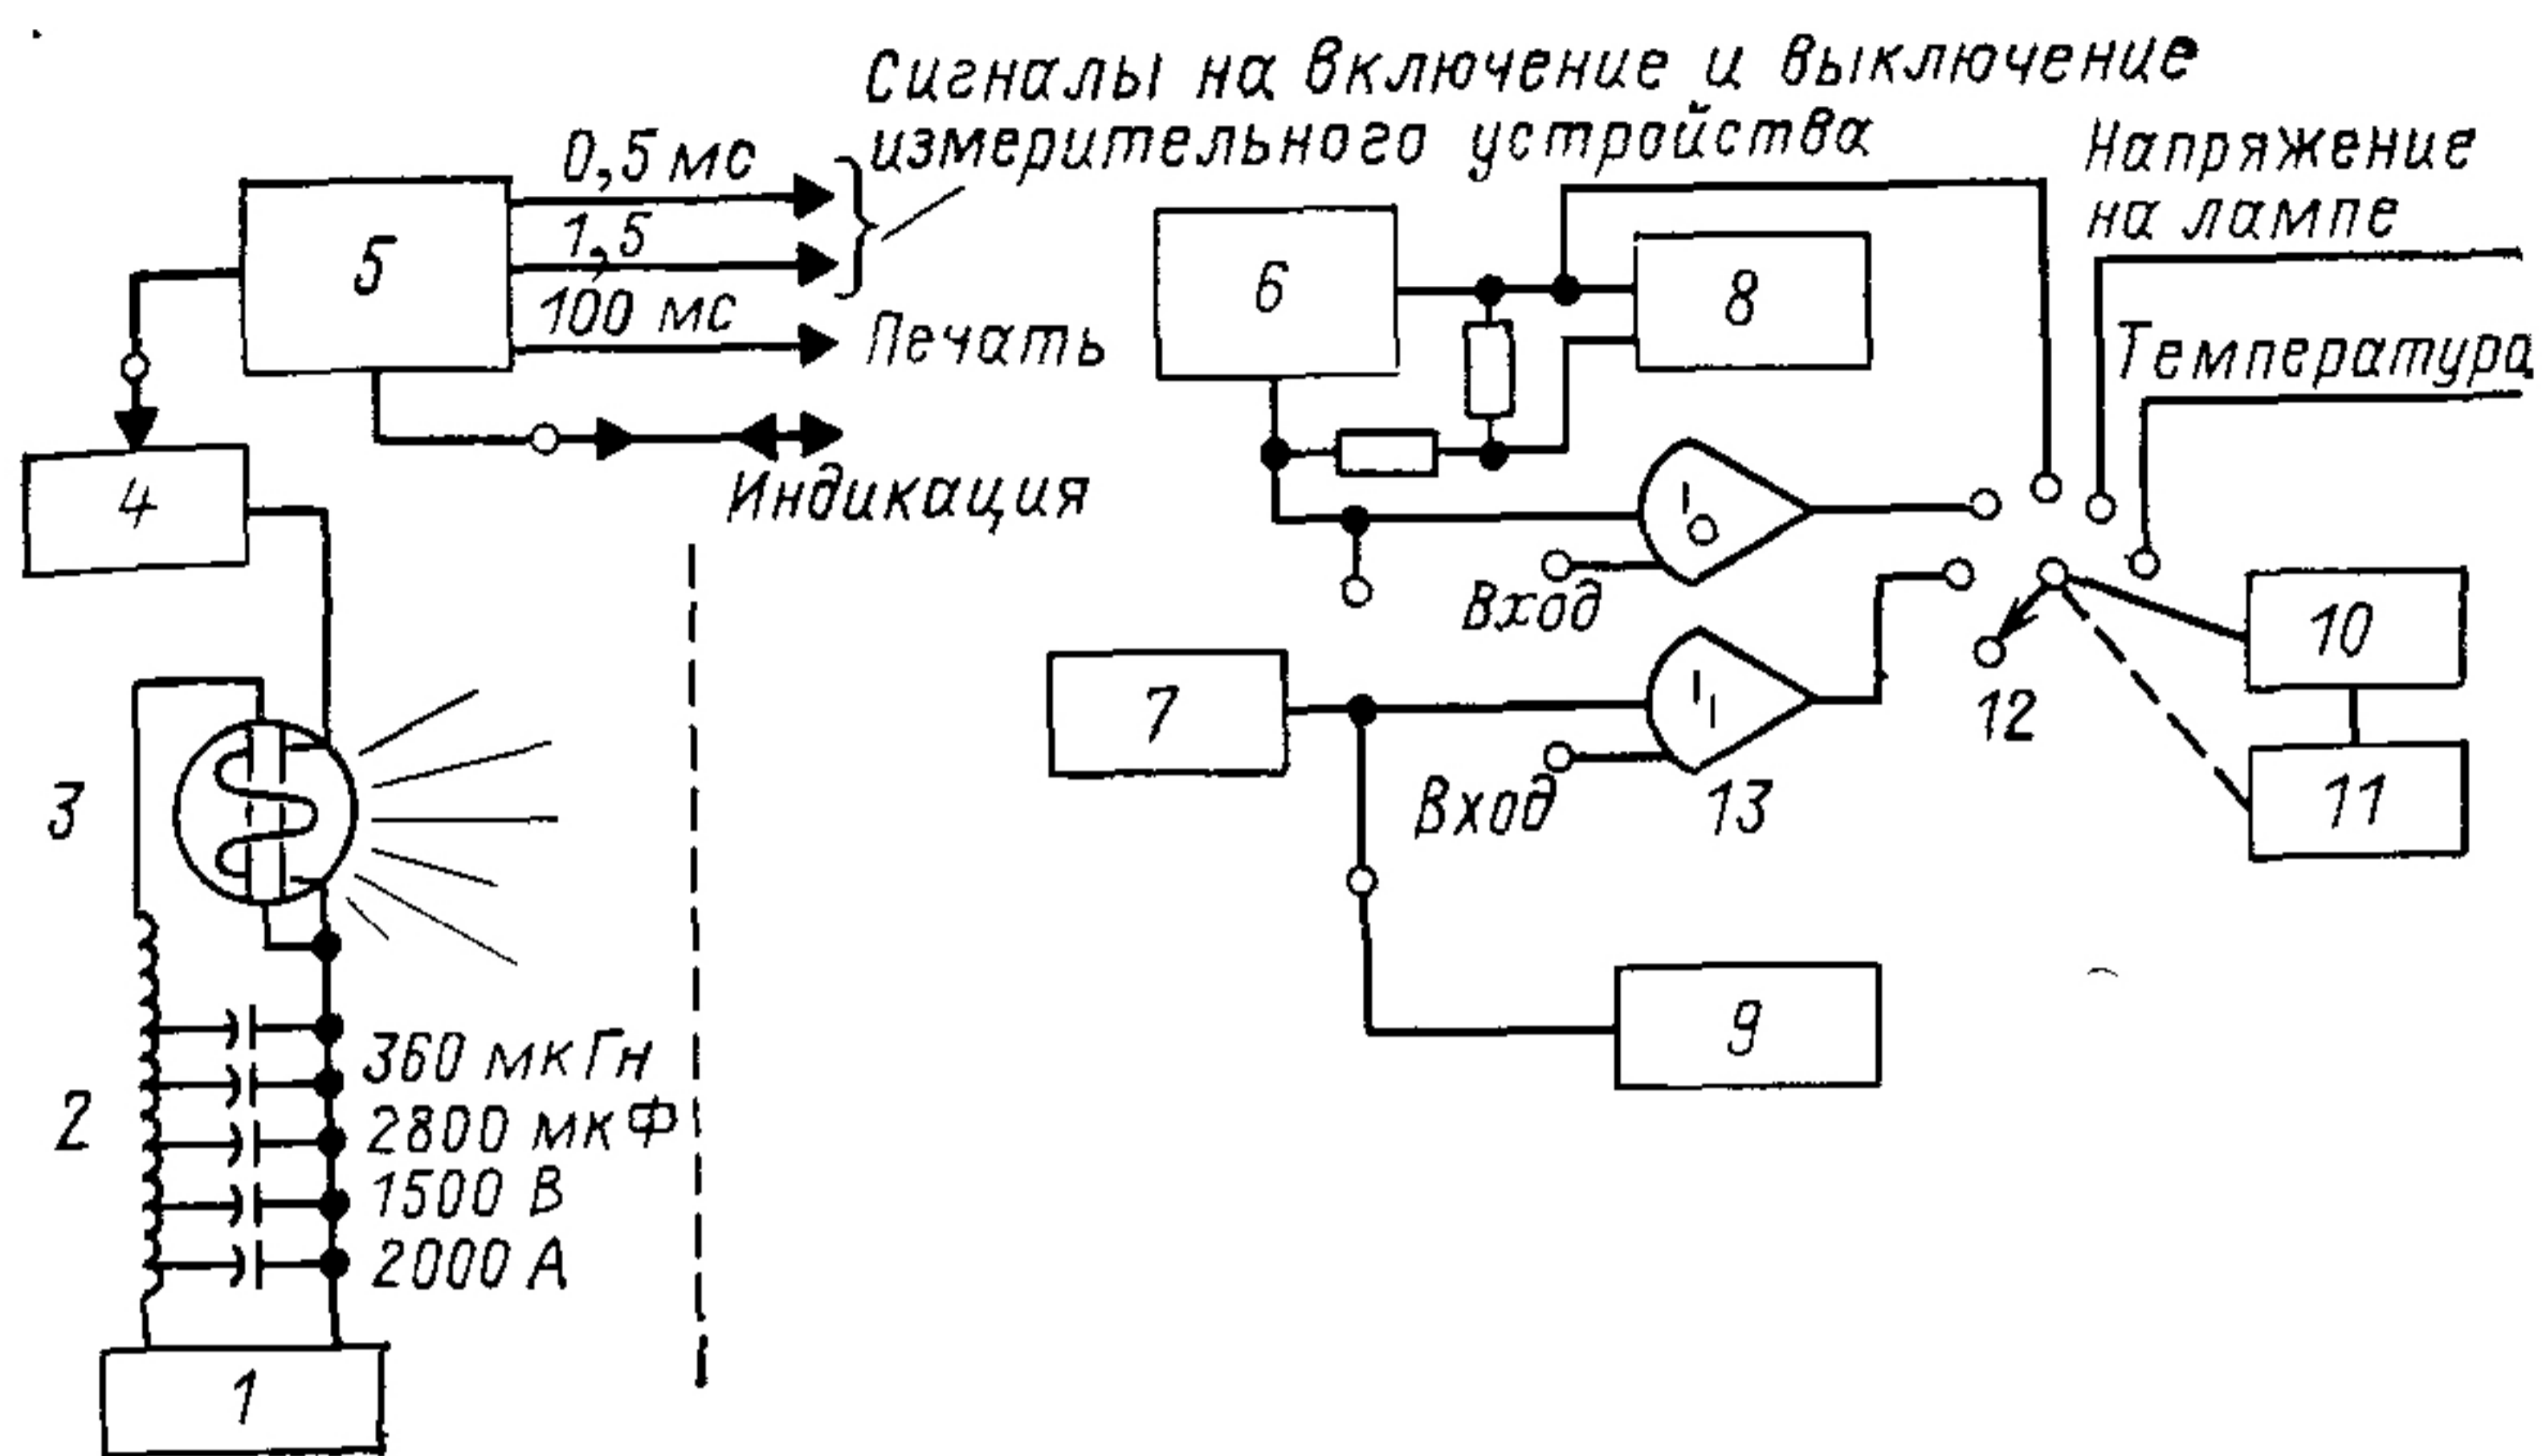 Сигналы на включение и выключение
измерительного устройства
0,5 мс
1,5
100 мс
Печать
Индикация
5
4
3
2
360 мкГн
2800 мкФ
1500 В
2000 А
1
6
8
Напряжение
на лампе
Температура
I0
Вход
7
I1
Вход
13
12
10
11
9